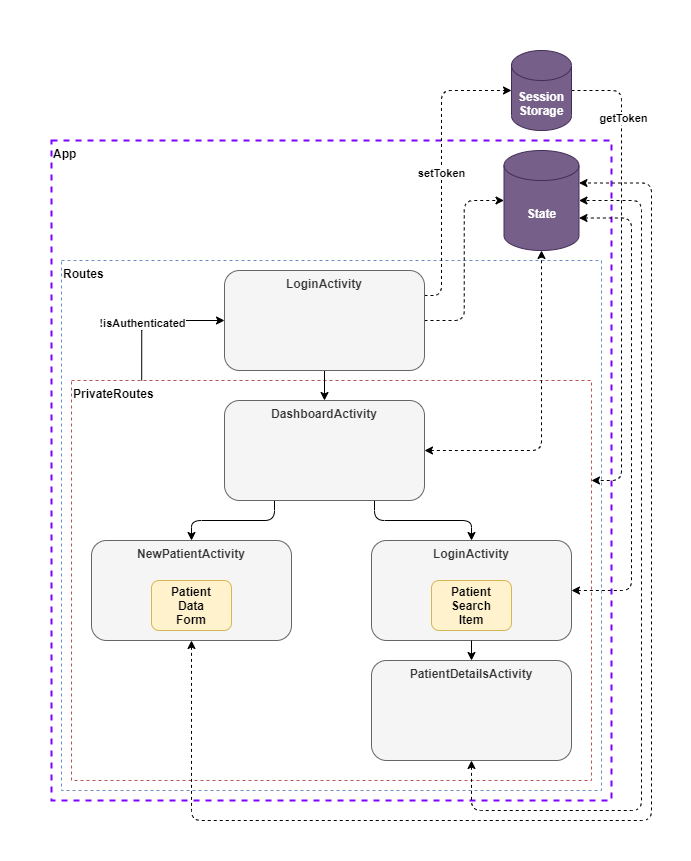 Session
Storage
getToken
App
setToken
State
Routes
LoginActivity
!isAuthenticated
PrivateRoutes
DashboardActivity
NewPatientActivity
LoginActivity
Patient
Data
Form
Patient
Search
Item
PatientDetailsActivity